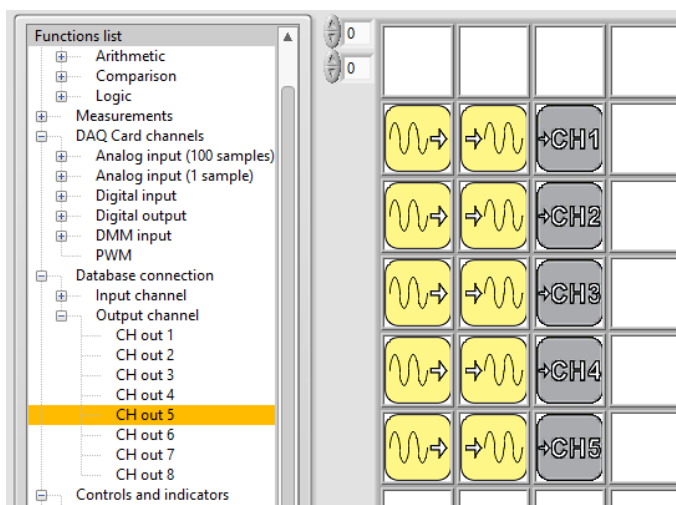 Functions list
Arithmetic
Comparison
Logic
Measurements
DAQ Card channels
Analog input (100 samples)
Analog input (1 sample)
Digital input
Digital output
DMM input
PWM
Database connection
Input channel
Output channel
CH out 1
CH out 2
CH out 3
CH out 4
CH out 5
CH out 6
CH out 7
CH out 8
Controls and indicators
0
0
CH1
CH2
CH3
CH4
CH5